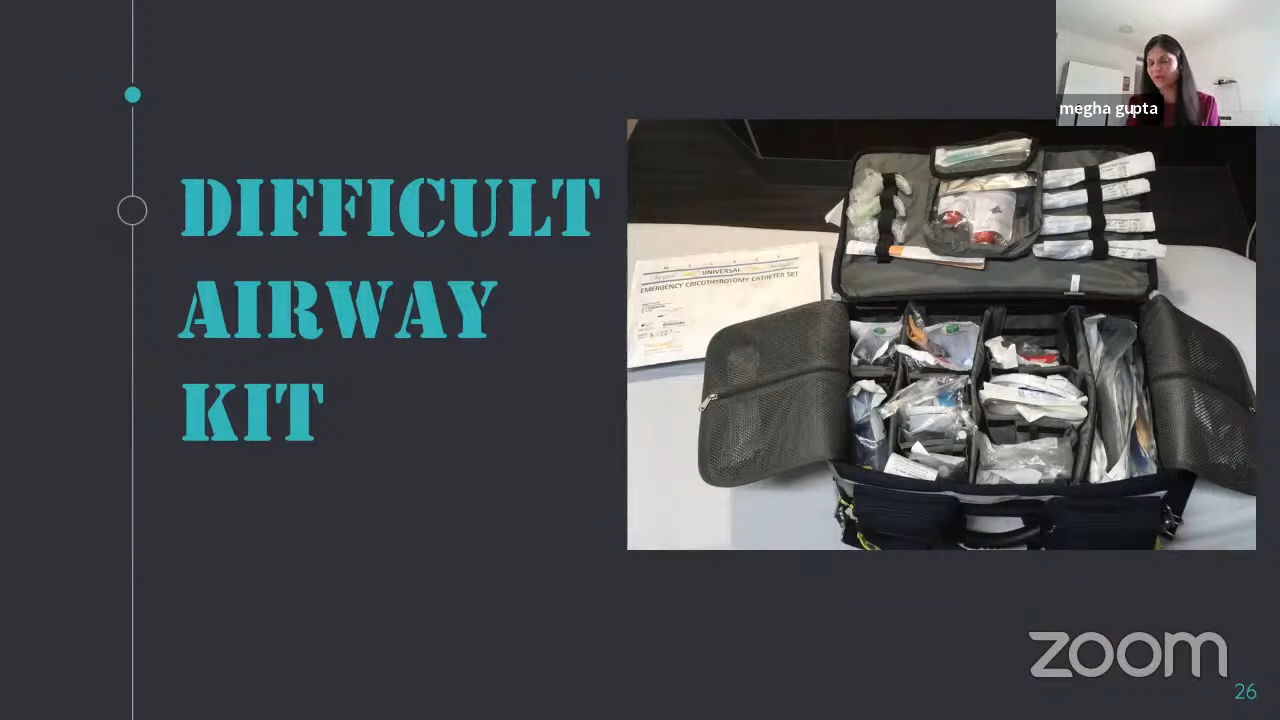 megha gupta
DIFFICULT
AIRWAY
KIT
UNIVERSAL
EMERGENCY CRICOTHYROTOMY CATHETER SET
zoom
26